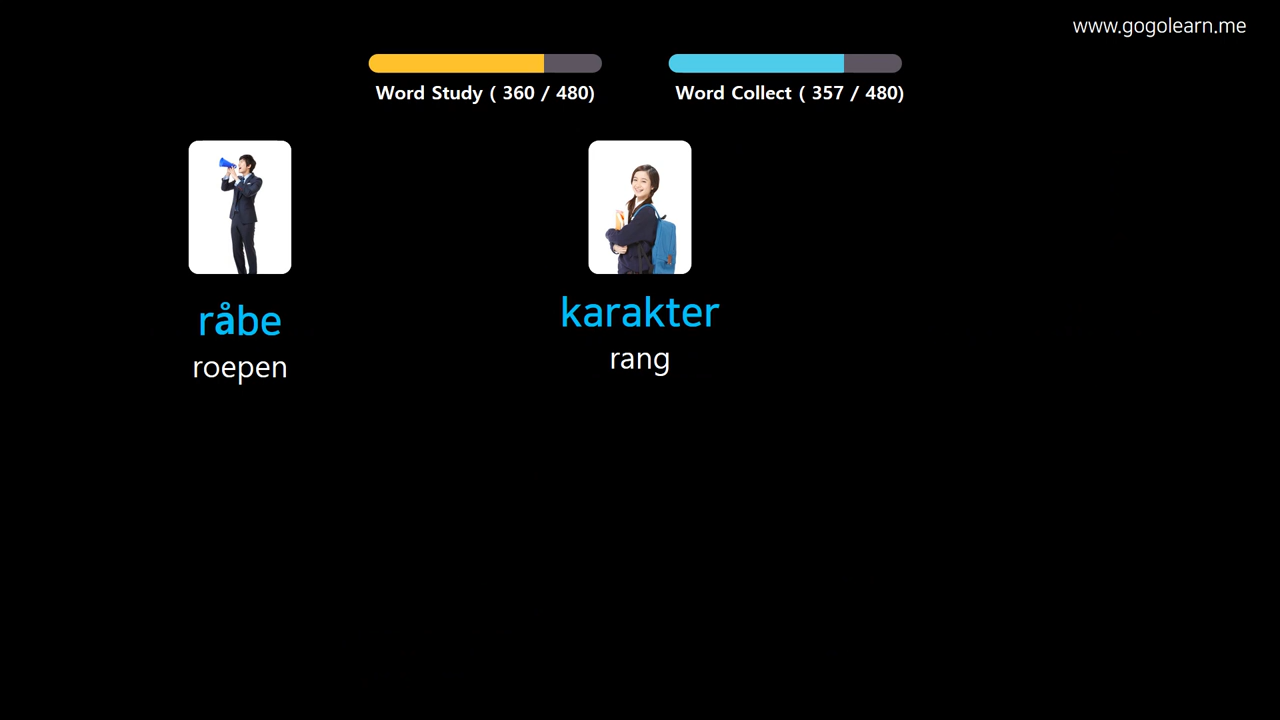 www.gogolearn.me
Word Study ( 360 / 480)
Word Collect ( 357 / 480)
råbe
roepen
karakter
rang